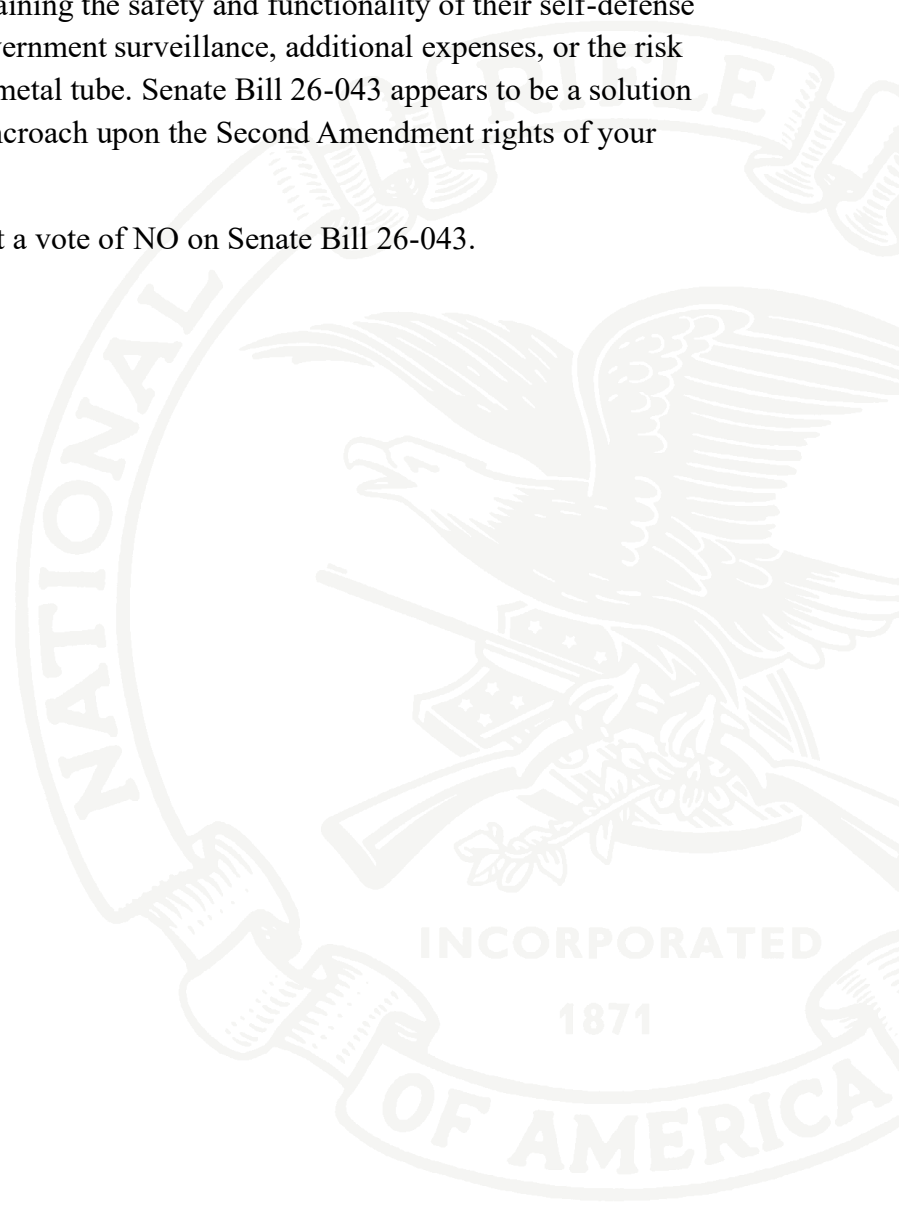 aining the safety and functionality of their self-defense
vernment surveillance, additional expenses, or the risk
metal tube. Senate Bill 26-043 appears to be a solution
ncroach upon the Second Amendment rights of your
t a vote of NO on Senate Bill 26-043.
RIFLE
NATIONAL
INCORPORATED
1871
OF AMERICA